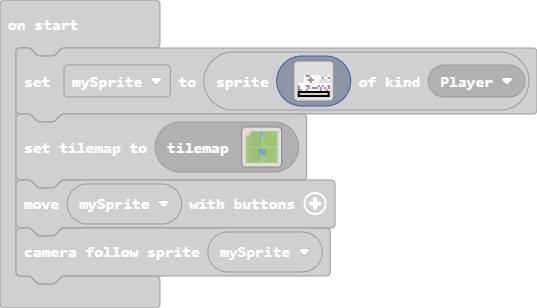 on start
set mySprite to sprite of kind Player
set tilemap to tilemap
move mySprite with buttons
camera follow sprite mySprite